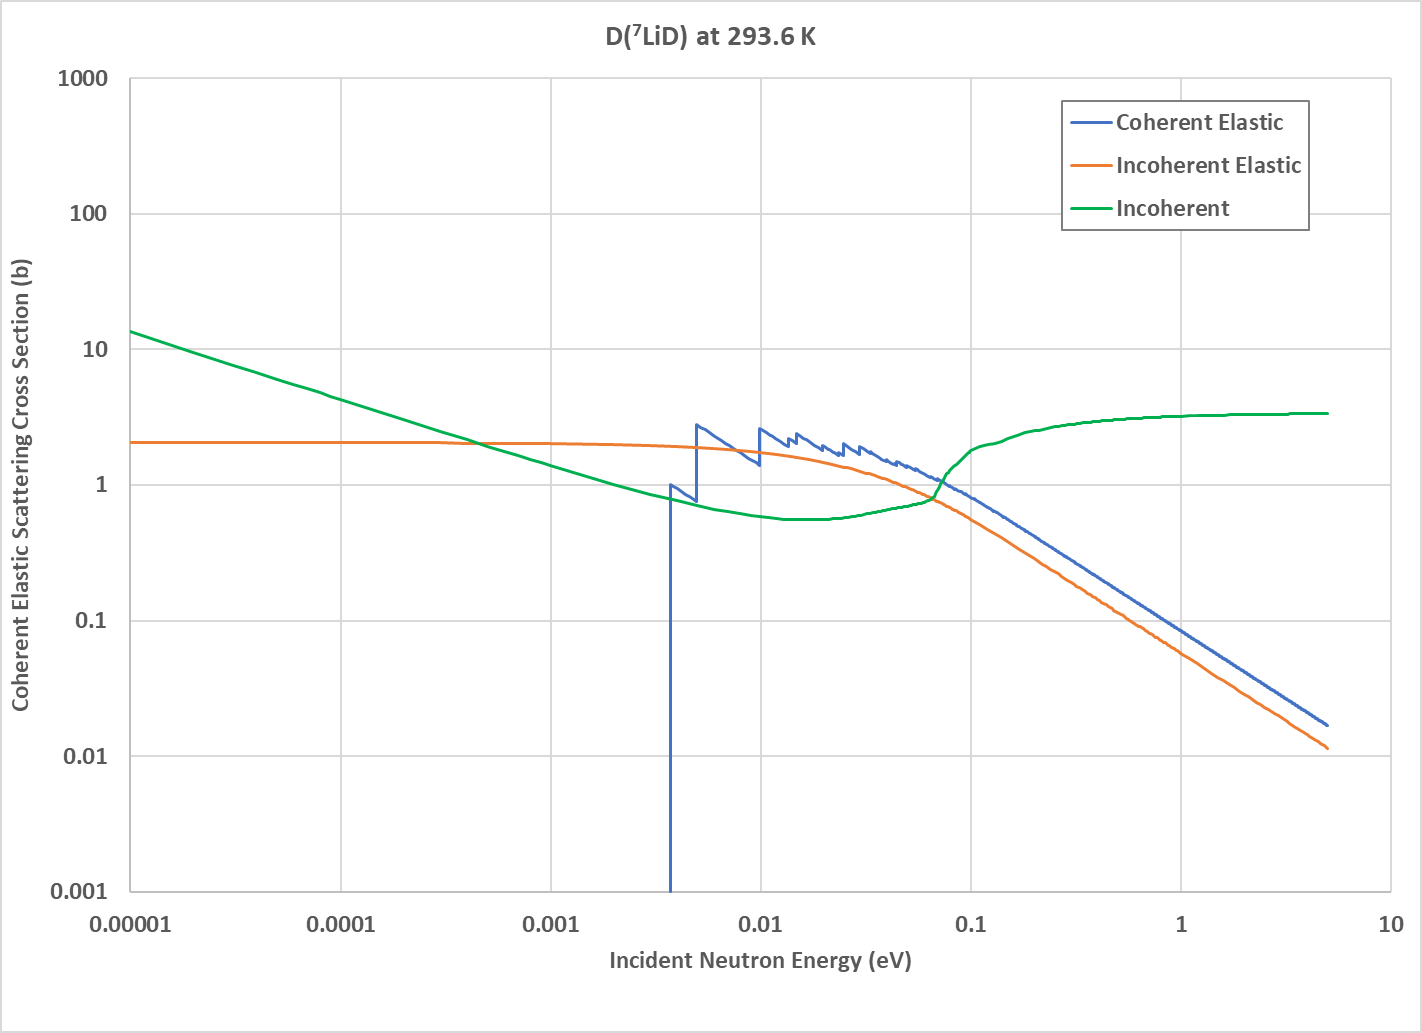 D(⁷LiD) at 293.6 K
Coherent Elastic
Incoherent Elastic
Incoherent
Coherent Elastic Scattering Cross Section (b)
1000
100
10
1
0.1
0.01
0.001
0.00001 0.0001 0.001 0.01 0.1 1 10
Incident Neutron Energy (eV)